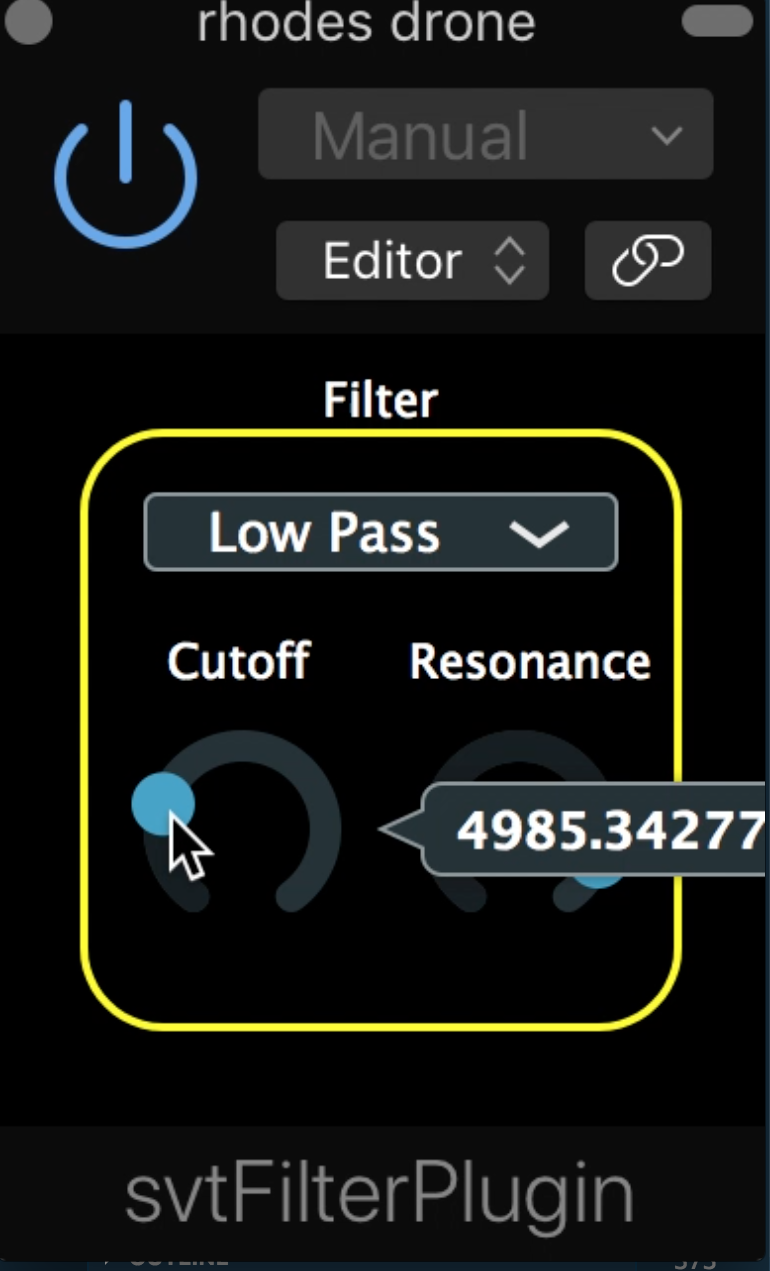 rhodes drone
Manual
Editor
Filter
Low Pass
Cutoff Resonance
4985.34277
svtFilterPlugin